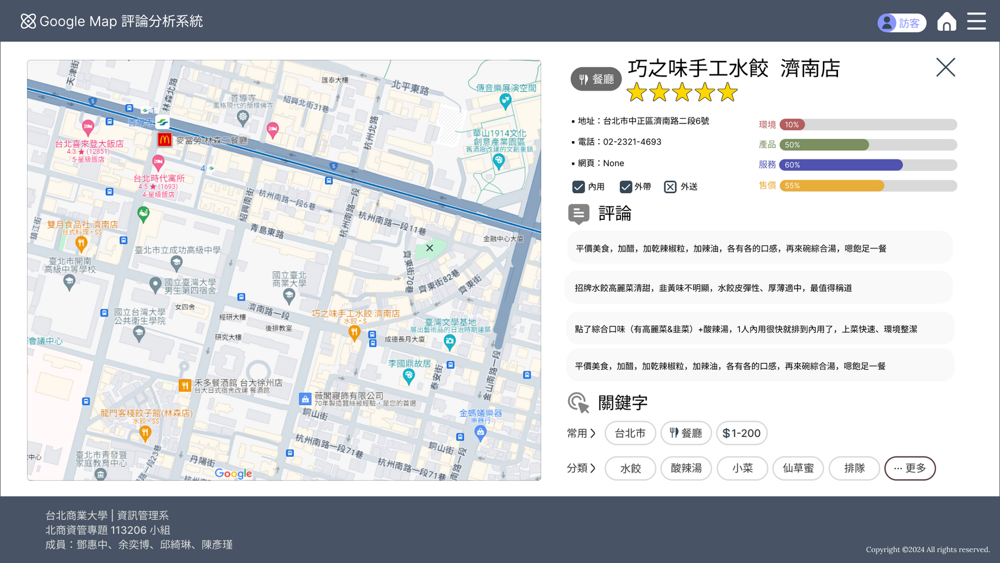 Google Map 評論分析系統
訪客
天津街
林森北路
匯泰大樓
北平東路
傳音樂展演空間
善導寺
風格現代的簡樸佛寺
紹興北街31巷
5
1
善導寺
杭州北路
華山1914文化
創意產業園區
舊酒廠改建的文創重鎮
台北喜來登大飯店
4.3 ★ (12851)
5-星級飯店
麥當勞-林森二餐廳
台北時代寓所
4.5 ★ (1693)
4-星級飯店
4
5
紹興南街
杭州南路一段6巷
杭州南路一段
杭州南路一段11巷
鎮江街
雙月食品社 濟南店
台式料理・$$
青島東路
金融中心大廈
臺北市立成功高級中學
臺北市開南
高級中等學校
國立臺灣大學
男生第四宿舍
國立臺北
商業大學
齊東街70巷
齊東街82巷
齊東街
女四舍
國立台灣大學
公共衛生學院
經研大樓
濟南路一段
後排教室
巧之味手工水餃 濟南店
水餃・$
臺灣文學基地
展出藝術品的日治時期建築
會議中心
研究大樓
成德長月大廈
李國鼎故居
泰安街
金山南路一段
禾多餐酒館 台大徐州店
台大日式宿舍改建 餐酒館
薇閣寢飾有限公司
70年製造蠶絲被經驗，是您的首選
龍門客棧餃子館(林森店)
水餃・$$
銅山街
金螞蟻樂器
樂器行
杭州南路一段71巷
銅山街
臺北市青發暨
家庭教育中心
一段23巷
丹陽街
杭州南路一段71巷
Google
餐廳
巧之味手工水餃 濟南店
▪ 地址：台北市中正區濟南路二段6號
▪ 電話：02-2321-4693
▪ 網頁：None
內用 外帶 外送
環境 10%
產品 50%
服務 60%
售價 55%
評論
平價美食，加醋，加乾辣椒粒，加辣油，各有各的口感，再來碗綜合湯，嗯飽足一餐
招牌水餃高麗菜清甜，韭黃味不明顯，水餃皮彈性、厚薄適中，最值得稱道
點了綜合口味（有高麗菜&韭菜）+酸辣湯，1人內用很快就排到內用了，上菜快速、環境整潔
平價美食，加醋，加乾辣椒粒，加辣油，各有各的口感，再來碗綜合湯，嗯飽足一餐
關鍵字
常用 台北市 餐廳 $1-200
分類 水餃 酸辣湯 小菜 仙草蜜 排隊 ··· 更多
台北商業大學 | 資訊管理系
北商資管專題 113206 小組
成員：鄧惠中、余奕博、邱綺琳、陳彥瑾
Copyright ©2024 All rights reserved.